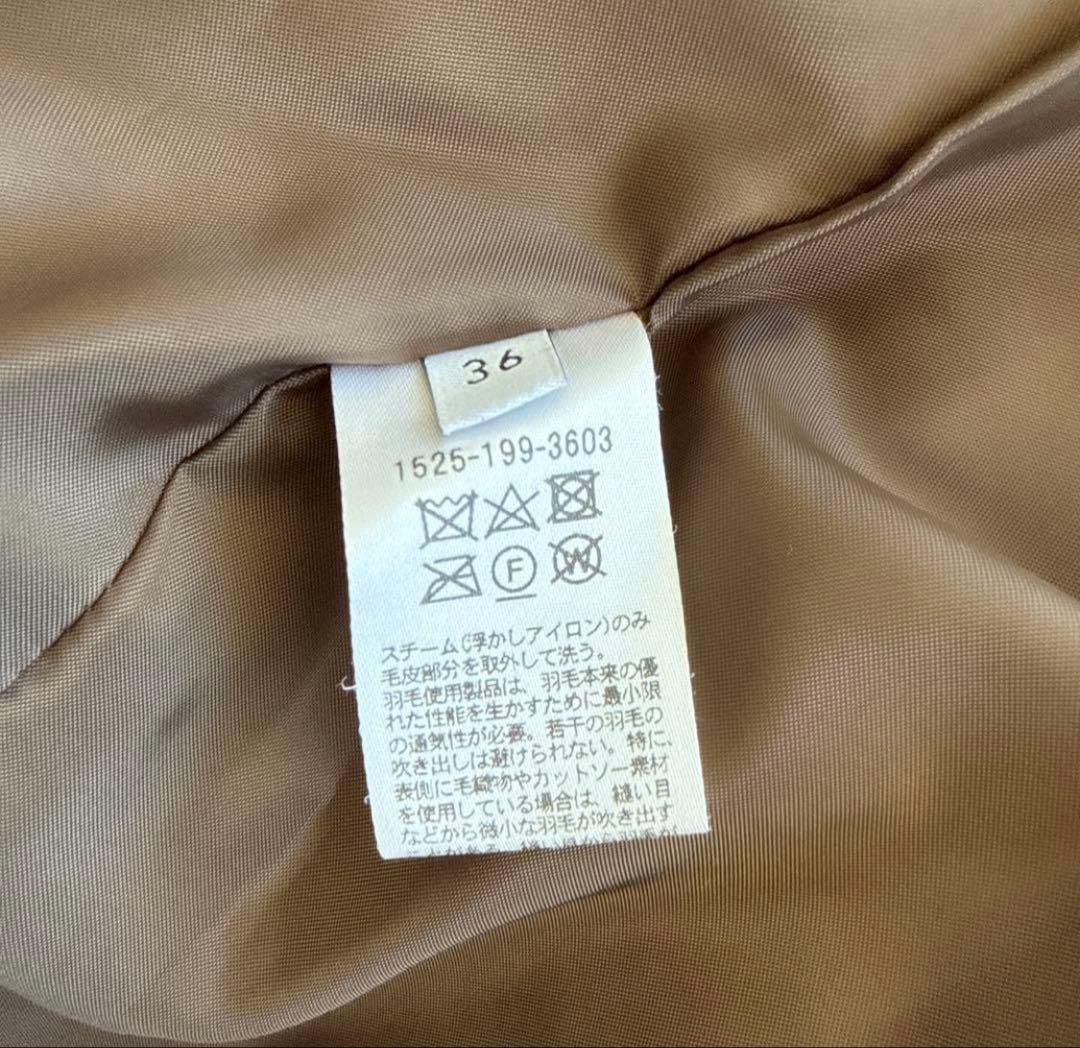 36
1525-199-3603
F
W
スチーム(浮かしアイロン)のみ
毛皮部分を取外して洗う。
羽毛使用製品は、羽毛本来の優
れた性能を生かすために最小限
の通気性が必要。若干の羽毛の
吹き出しは避けられない。特に、
表側に毛織物やカットソー素材
を使用している場合は、縫い目
などから微小な羽毛が吹き出す